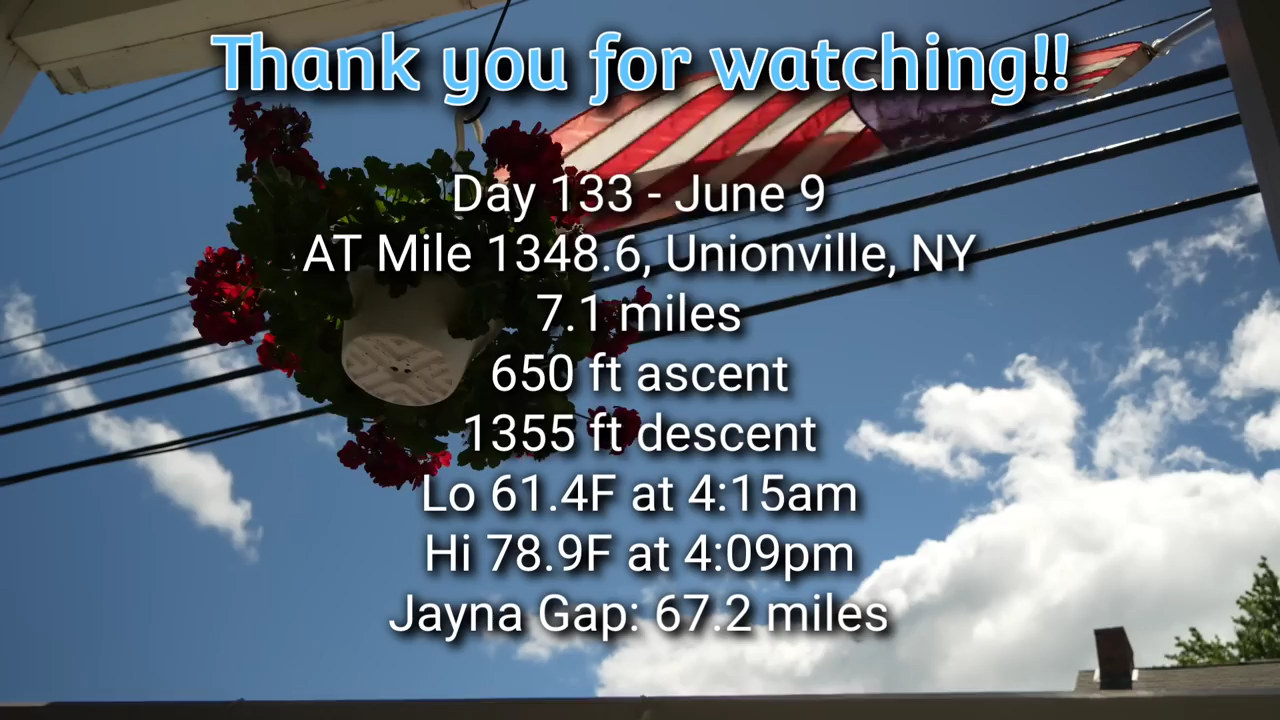 Thank you for watching!!
Day 133 - June 9
AT Mile 1348.6, Unionville, NY
7.1 miles
650 ft ascent
1355 ft descent
Lo 61.4F at 4:15am
Hi 78.9F at 4:09pm
Jayna Gap: 67.2 miles